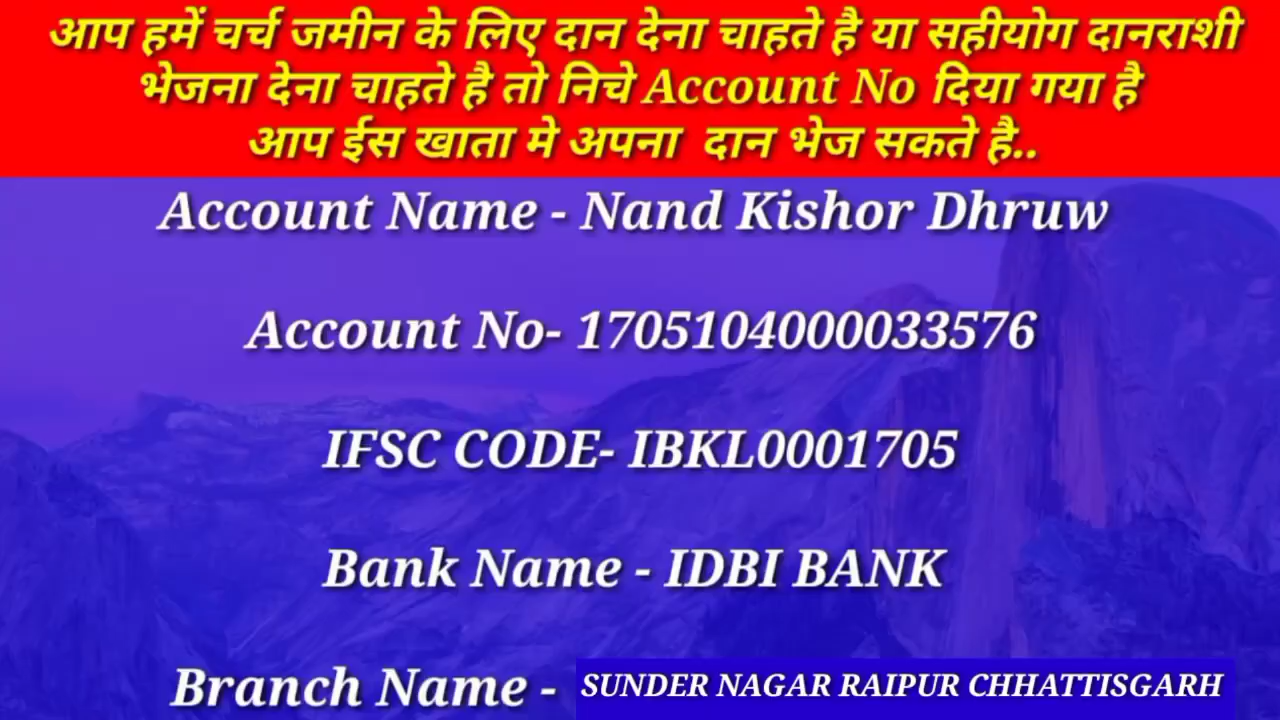 आप हमें चर्च जमीन के लिए दान देना चाहते है या सहीयोग दानराशी
भेजना देना चाहते है तो निचे Account No दिया गया है
आप ईस खाता मे अपना दान भेज सकते है..
Account Name - Nand Kishor Dhruw
Account No- 1705104000033576
IFSC CODE- IBKL0001705
Bank Name - IDBI BANK
Branch Name - SUNDER NAGAR RAIPUR CHHATTISGARH